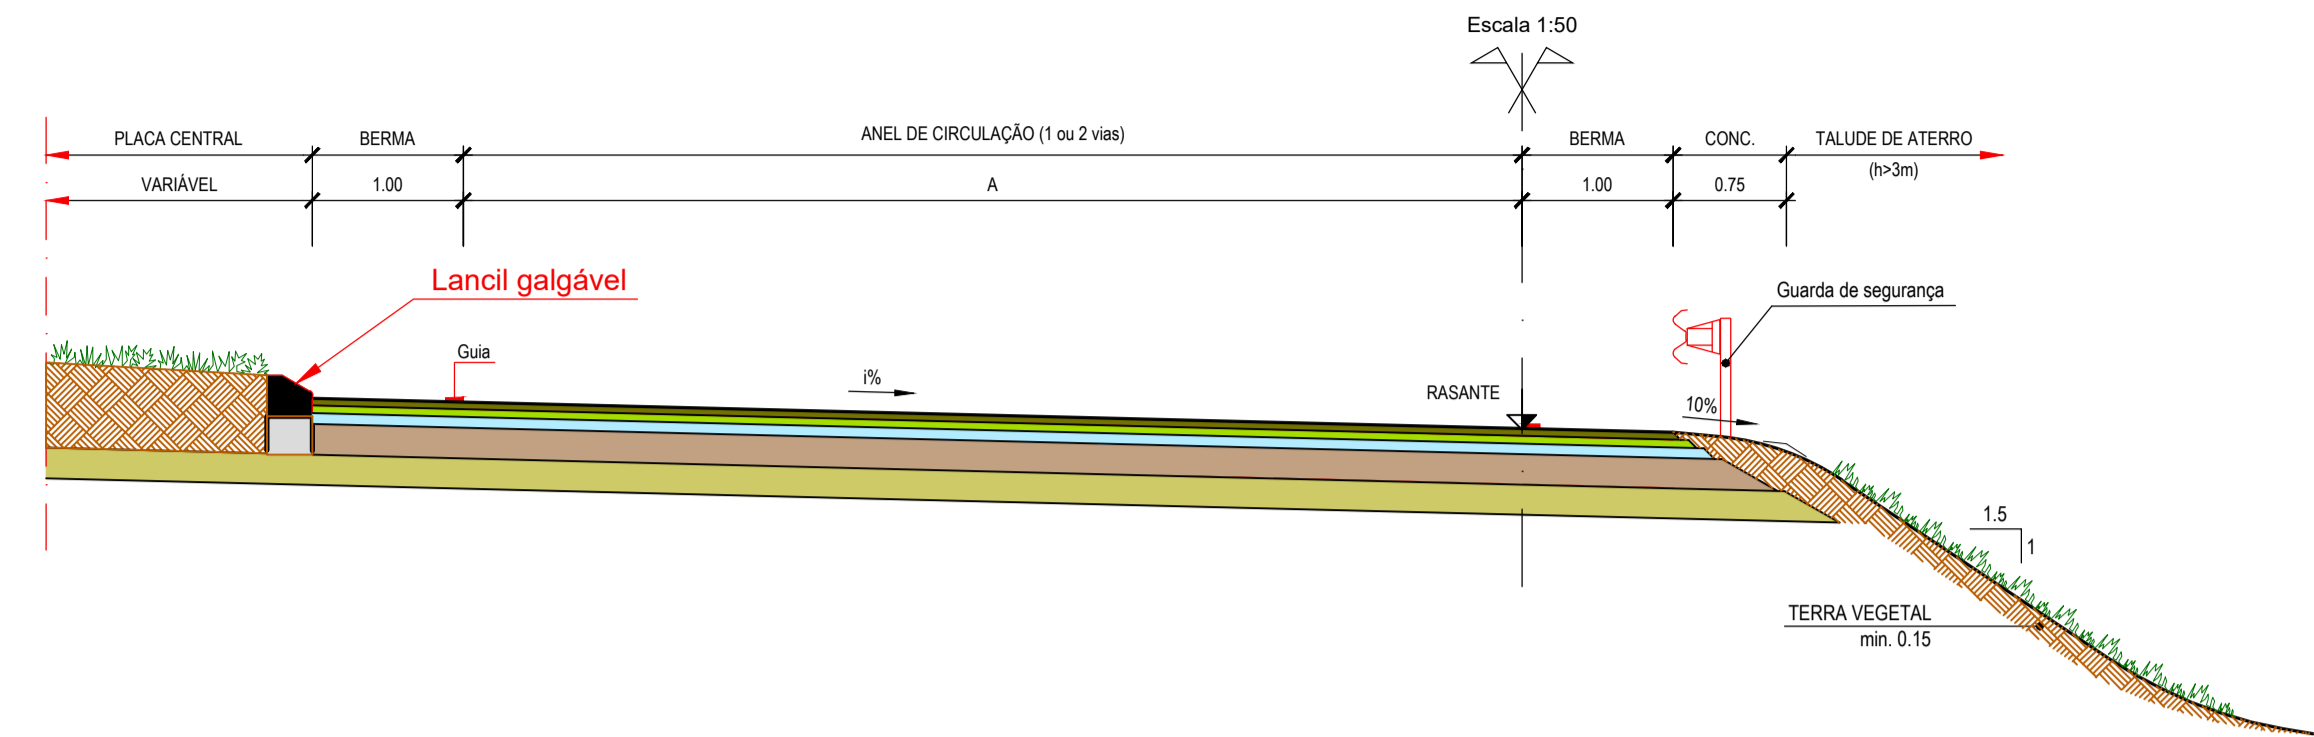 Escala 1:50
PLACA CENTRAL
BERMA
ANEL DE CIRCULAÇÃO (1 ou 2 vias)
BERMA
CONC.
TALUDE DE ATERRO
(h>3m)
VARIÁVEL
1.00
A
1.00
0.75
Lancil galgável
Guarda de segurança
Guia
i%
RASANTE
10%
1.5
1
TERRA VEGETAL
min. 0.15